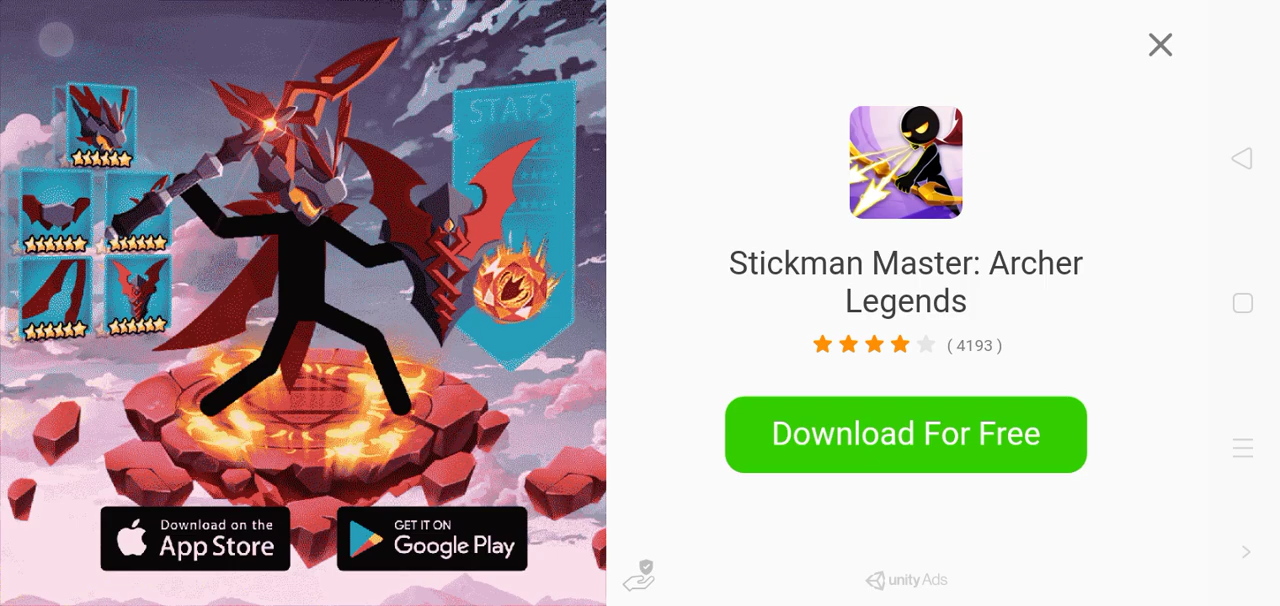 STATS
Download on the
App Store
GET IT ON
Google Play
Stickman Master: Archer
Legends
( 4193 )
Download For Free
unity Ads